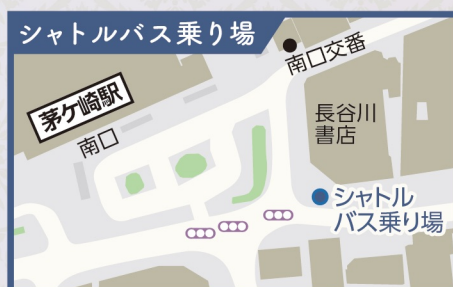 シャトルバス乗り場
南口交番
茅ケ崎駅
南口
長谷川
書店
シャトル
バス乗り場